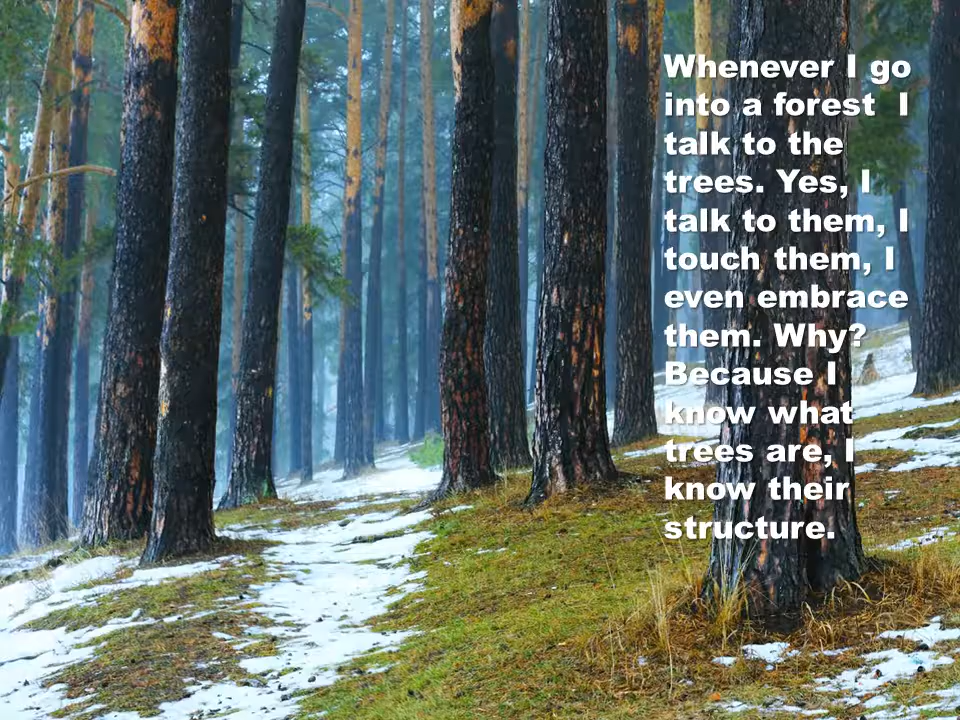 Whenever I go
into a forest  I
talk to the
trees. Yes, I
talk to them, I
touch them, I
even embrace
them. Why?
Because I
know what
trees are, I
know their
structure.